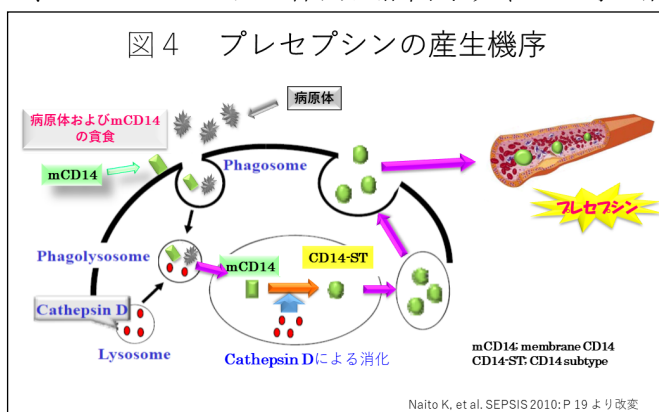 図４　プレセプシンの産生機序
病原体
病原体およびmCD14
の貪食
mCD14
Phagosome
プレセプシン
Phagolysosome
mCD14
CD14-ST
Cathepsin D
Lysosome
Cathepsin Dによる消化
mCD14; membrane CD14
CD14-ST; CD14 subtype
Naito K, et al. SEPSIS 2010; P 19 より改変